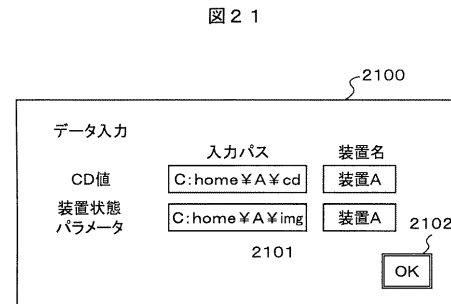 図21
2100
データ入力
入力パス 装置名
CD値 C:home¥A¥cd 装置A
装置状態
パラメータ C:home¥A¥img 装置A
2101 2102
OK